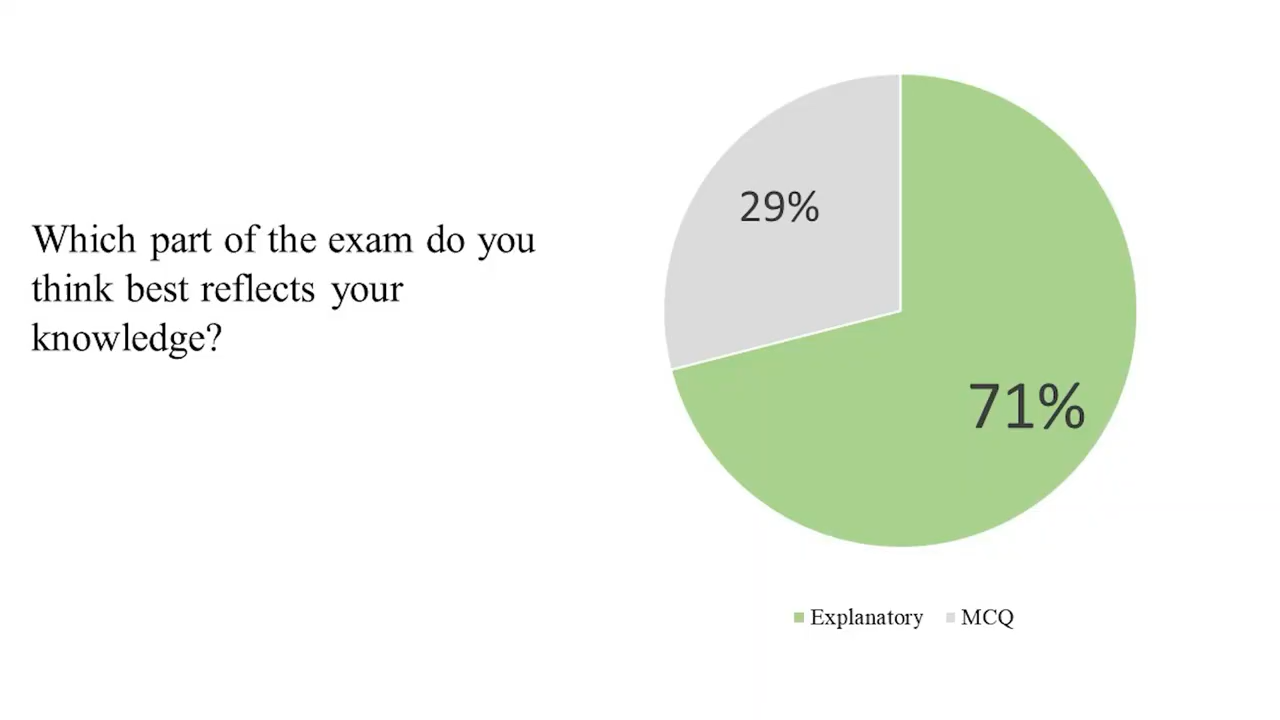 Which part of the exam do you
think best reflects your
knowledge?
29%
71%
Explanatory MCQ